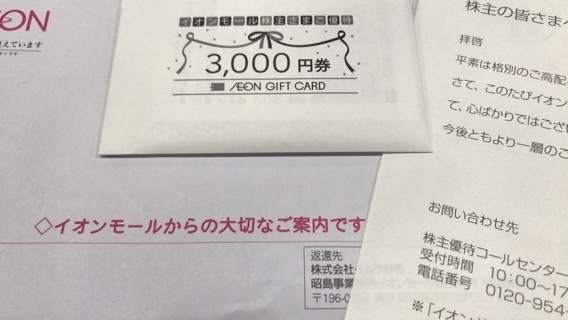 ÆON
えています
イオンモール株主さまご優待
3,000円券
ÆON GIFT CARD
◇イオンモールからの大切なご案内です
返還先
株式会社
昭島事業
〒196-0
株主の皆さまへ
拝啓
平素は格別のご高配
さて、このたびイオン
て、心ばかりではござい
今後ともより一層のご
お問い合わせ先
株主優待コールセンター
受付時間 10:00~17
電話番号 0120-954-
※「イオン